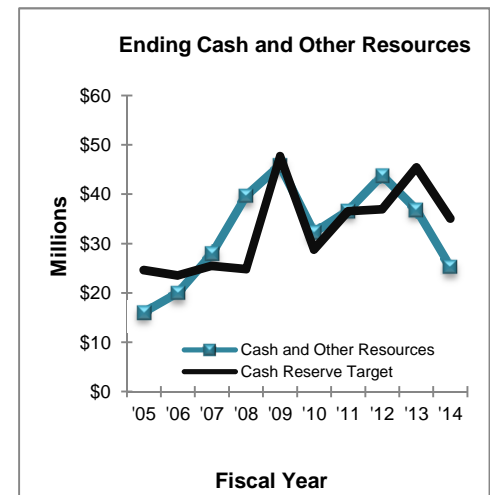 Ending Cash and Other Resources
$60
$50
$40
$30
$20
$10
$0
Millions
Cash and Other Resources
Cash Reserve Target
'05 '06 '07 '08 '09 '10 '11 '12 '13 '14
Fiscal Year